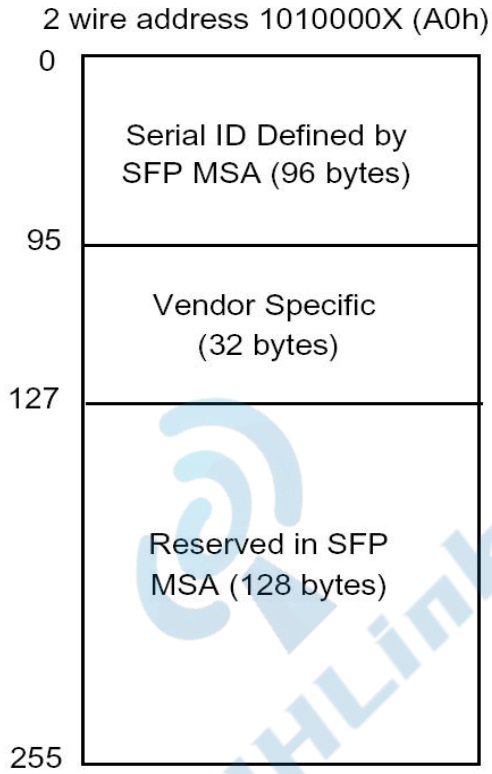 2 wire address 1010000X (A0h)
0
Serial ID Defined by
SFP MSA (96 bytes)
95
Vendor Specific
(32 bytes)
127
Reserved in SFP
MSA (128 bytes)
255